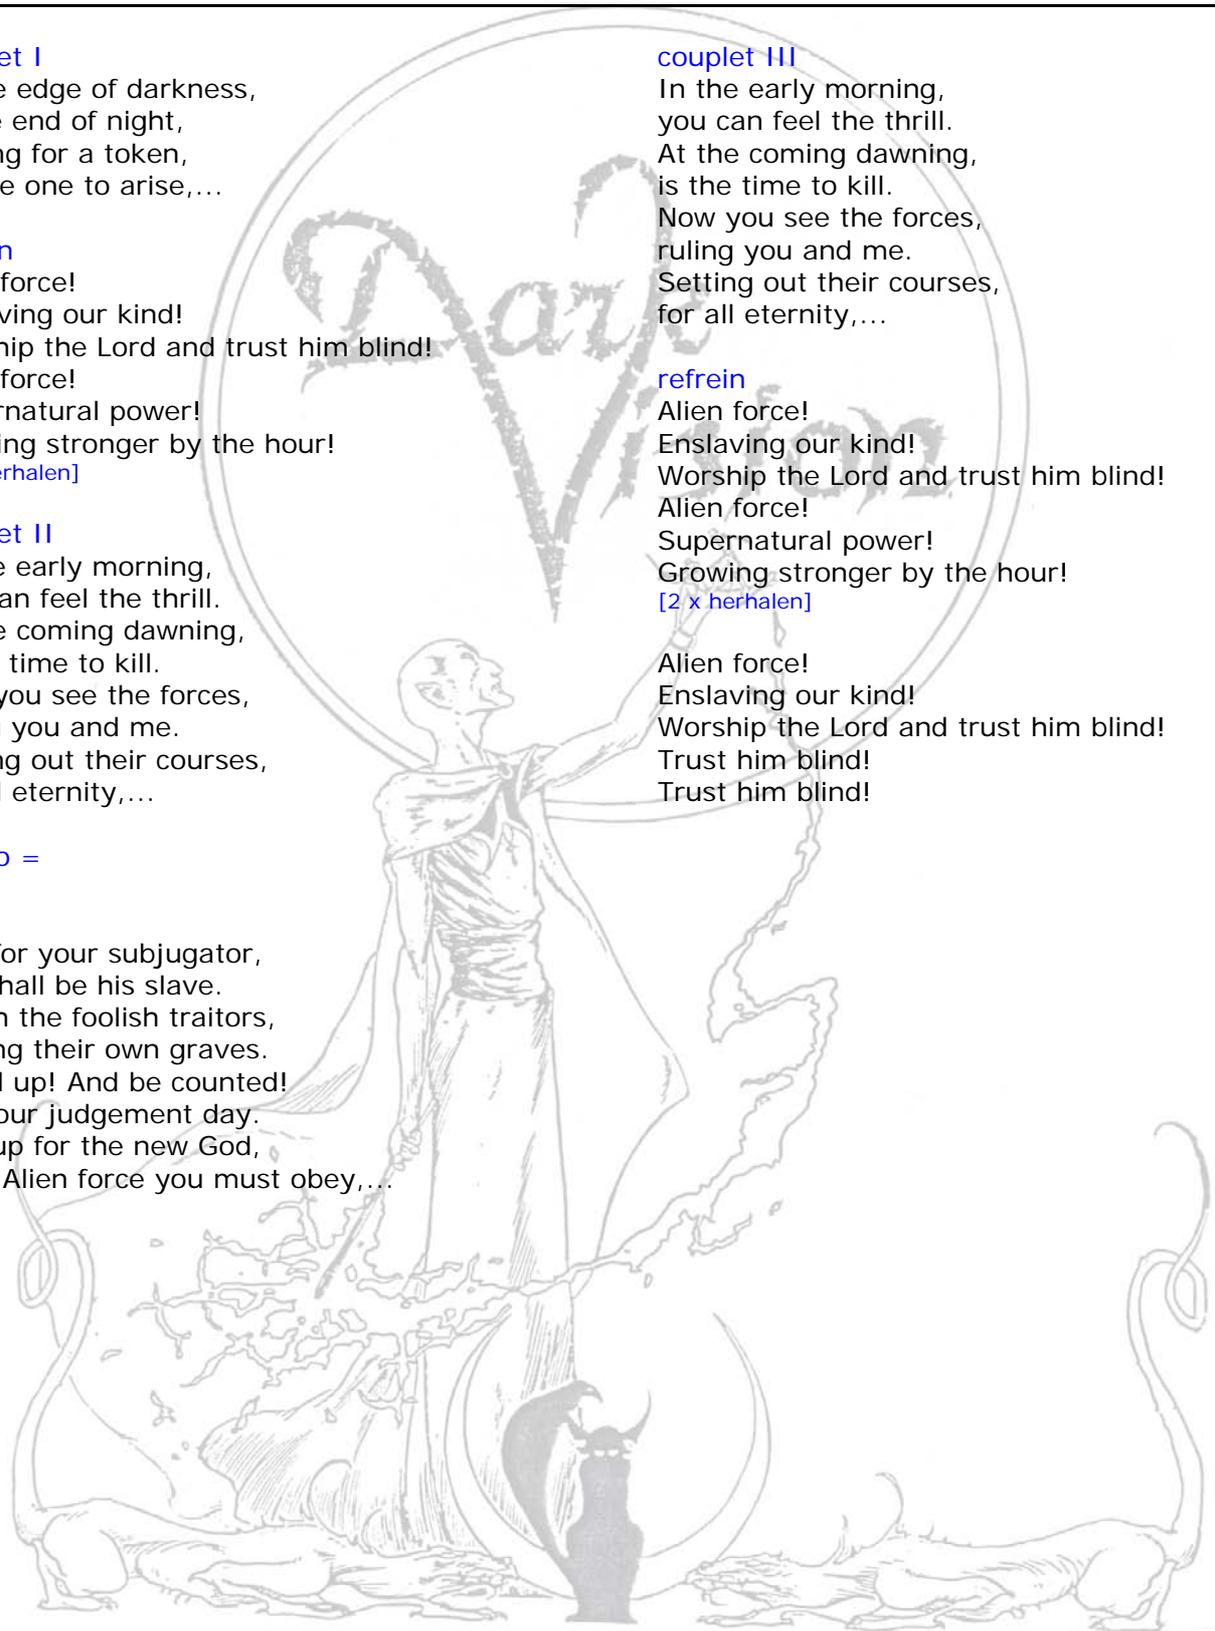 et I
e edge of darkness,
e end of night,
ng for a token,
e one to arise,...
n
force!
ving our kind!
hip the Lord and trust him blind!
force!
rnatural power!
ing stronger by the hour!
erhalen]
et II
e early morning,
an feel the thrill.
e coming dawning,
time to kill.
you see the forces,
g you and me.
ng out their courses,
l eternity,...
o =
for your subjugator,
hall be his slave.
n the foolish traitors,
ng their own graves.
d up! And be counted!
our judgement day.
up for the new God,
Alien force you must obey,...
couplet III
In the early morning,
you can feel the thrill.
At the coming dawning,
is the time to kill.
Now you see the forces,
ruling you and me.
Setting out their courses,
for all eternity,...
refrein
Alien force!
Enslaving our kind!
Worship the Lord and trust him blind!
Alien force!
Supernatural power!
Growing stronger by the hour!
[2 x herhalen]
Alien force!
Enslaving our kind!
Worship the Lord and trust him blind!
Trust him blind!
Trust him blind!
Dark
Vision